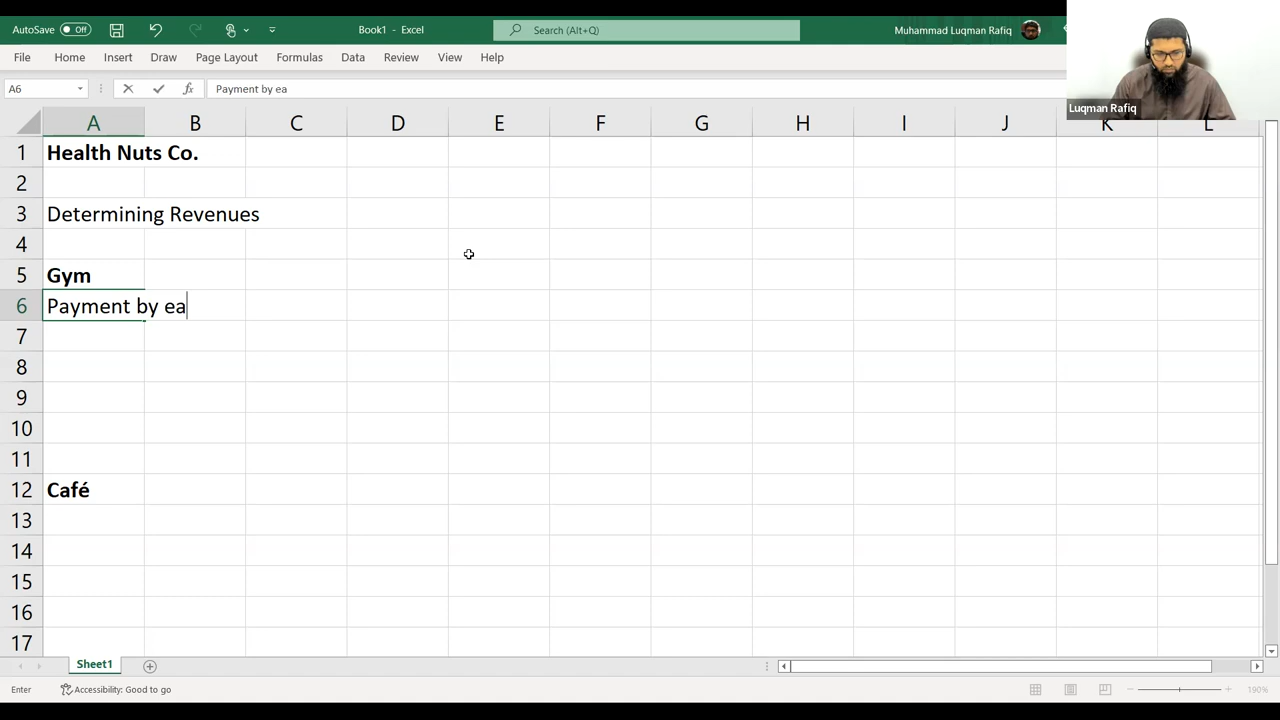 AutoSave Off
Book1 - Excel
Search (Alt+Q)
Muhammad Luqman Rafiq
File Home Insert Draw Page Layout Formulas Data Review View Help
Luqman Rafiq
A6
fx
Payment by ea
A B C D E F G H I J K L
1 Health Nuts Co.
2
3 Determining Revenues
4
5 Gym
6 Payment by ea
7
8
9
10
11
12 Café
13
14
15
16
17
Sheet1
Enter
Accessibility: Good to go
190%